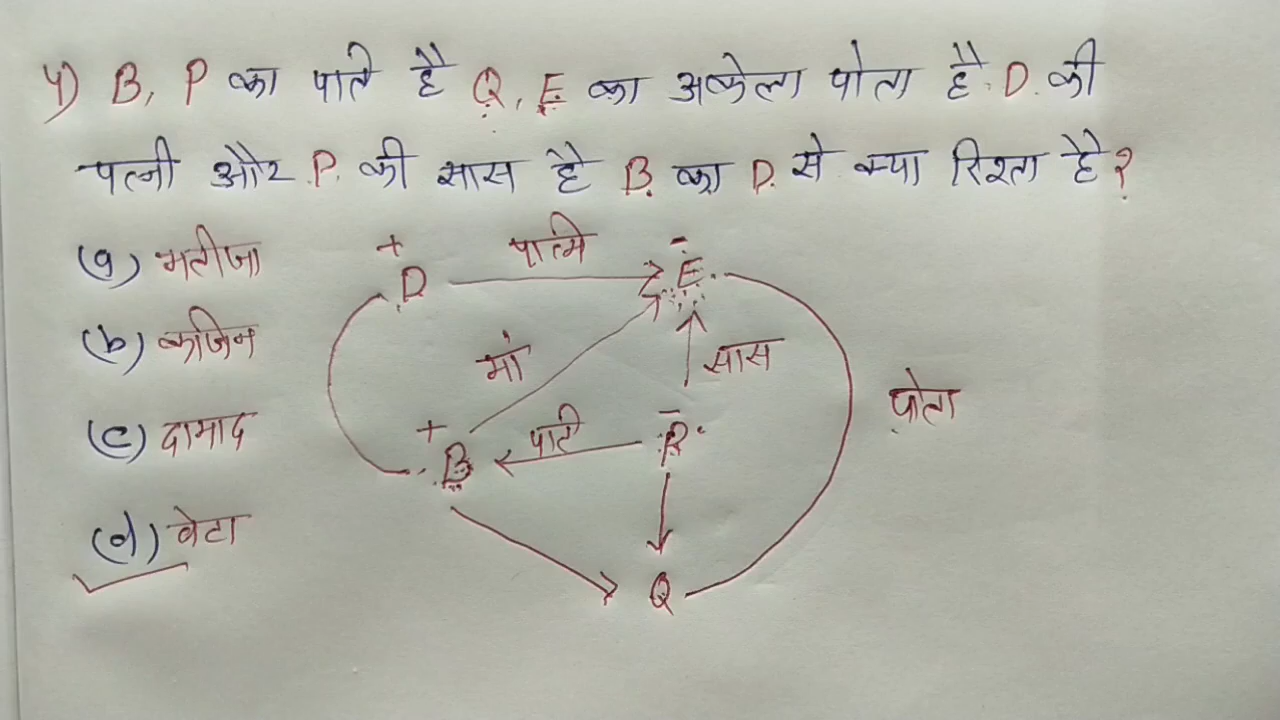 4) B, P का पति है Q, E का अकेला पोता है. D. की
पत्नी और P. की सास है B. का D. से क्या रिश्ता है?
(a) भतीजा
(b) कजिन
(c) दामाद
(d) बेटा
+ पत्नि -
D E
मां सास
+ पति - पोता
B P
Q